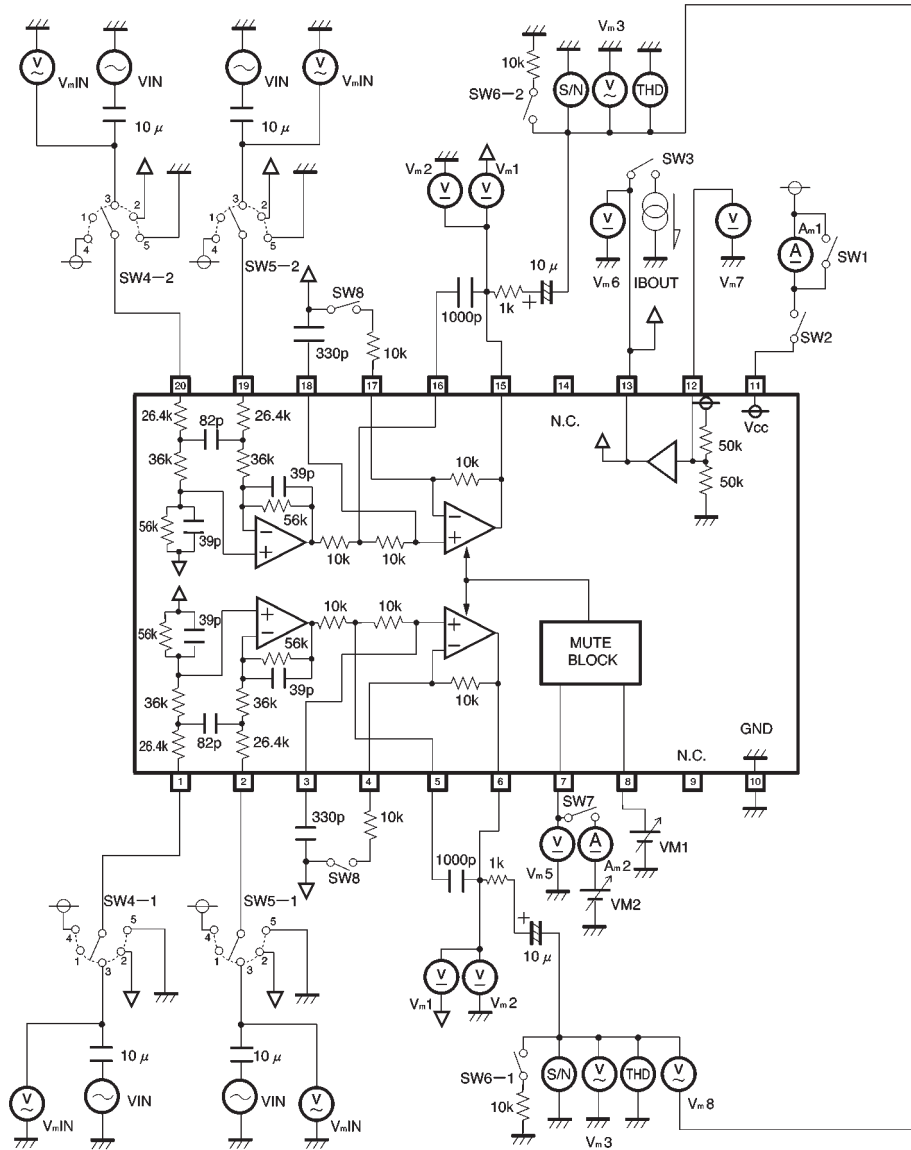 Vm3
10k
SW6-2
S/N
V
THD
V
VmIN
VIN
10 μ
V
VmIN
VIN
10 μ
3
1
2
4
5
SW4-2
3
1
2
4
5
SW5-2
Vm2
V
Vm1
V
SW3
V
Vm6
IBOUT
V
Vm7
Am1
A
SW1
SW2
SW8
330p
10k
1000p
1k
+
10 μ
20
19
18
17
16
15
14
13
12
11
26.4k
82p
26.4k
36k
36k
39p
56k
56k
39p
−
+
10k
10k
10k
−
+
N.C.
Vcc
50k
50k
56k
39p
+
−
56k
39p
10k
10k
+
−
10k
MUTE
BLOCK
36k
36k
82p
26.4k
26.4k
GND
N.C.
1
2
3
4
5
6
7
8
9
10
330p
10k
SW8
1000p
1k
SW7
V
Vm5
A
Am2
VM1
VM2
SW4-1
4
1
3
2
5
SW5-1
4
1
3
2
5
+
10 μ
V
Vm1
V
Vm2
10 μ
VIN
V
VmIN
10 μ
VIN
V
VmIN
SW6-1
10k
S/N
V
THD
V
Vm3
Vm8